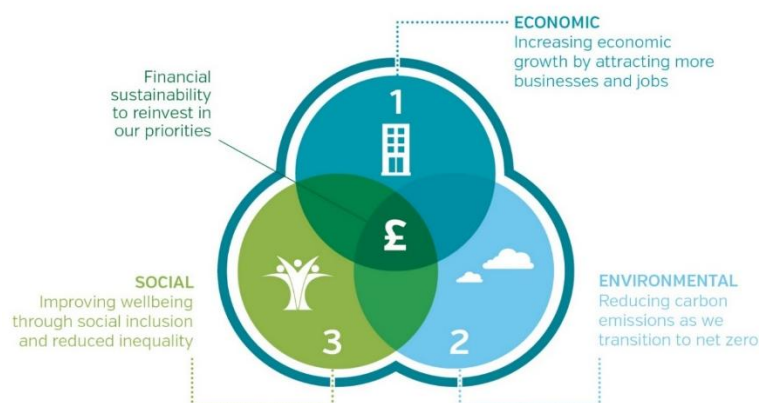 ECONOMIC
Increasing economic
growth by attracting more
businesses and jobs
Financial
sustainability
to reinvest in
our priorities
1
£
SOCIAL
Improving wellbeing
through social inclusion
and reduced inequality
3
2
ENVIRONMENTAL
Reducing carbon
emissions as we
transition to net zero